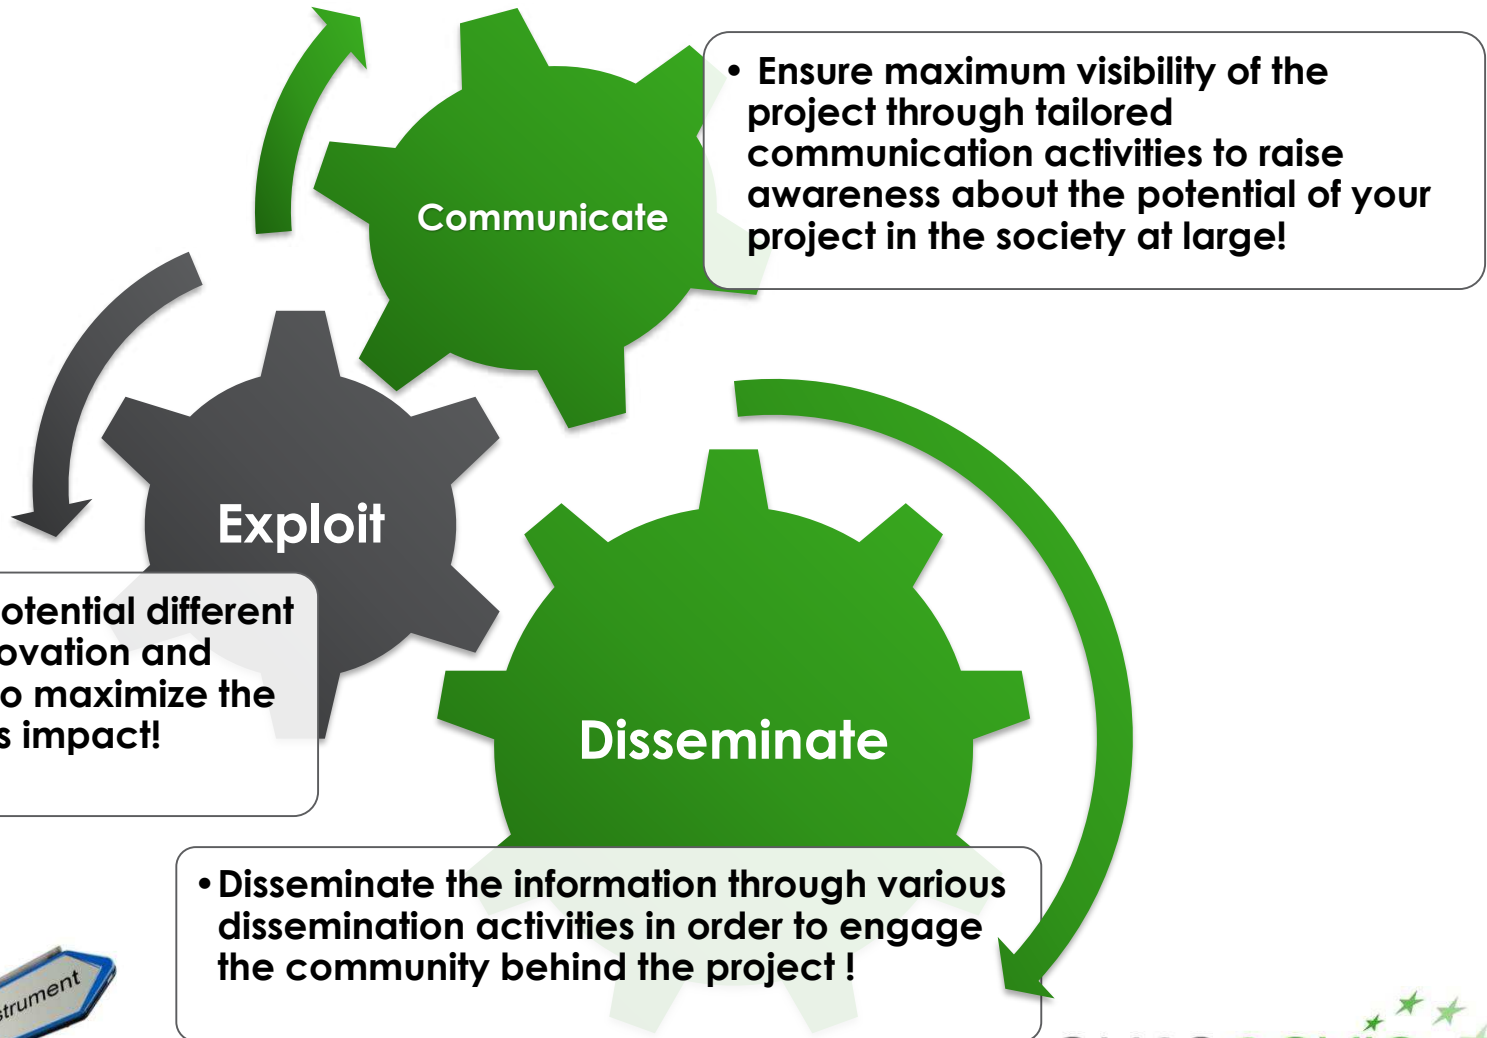 • Ensure maximum visibility of the
project through tailored
communication activities to raise
awareness about the potential of your
project in the society at large!
Communicate
Exploit
otential different
ovation and
o maximize the
s impact!
Disseminate
•Disseminate the information through various
dissemination activities in order to engage
the community behind the project !
strument